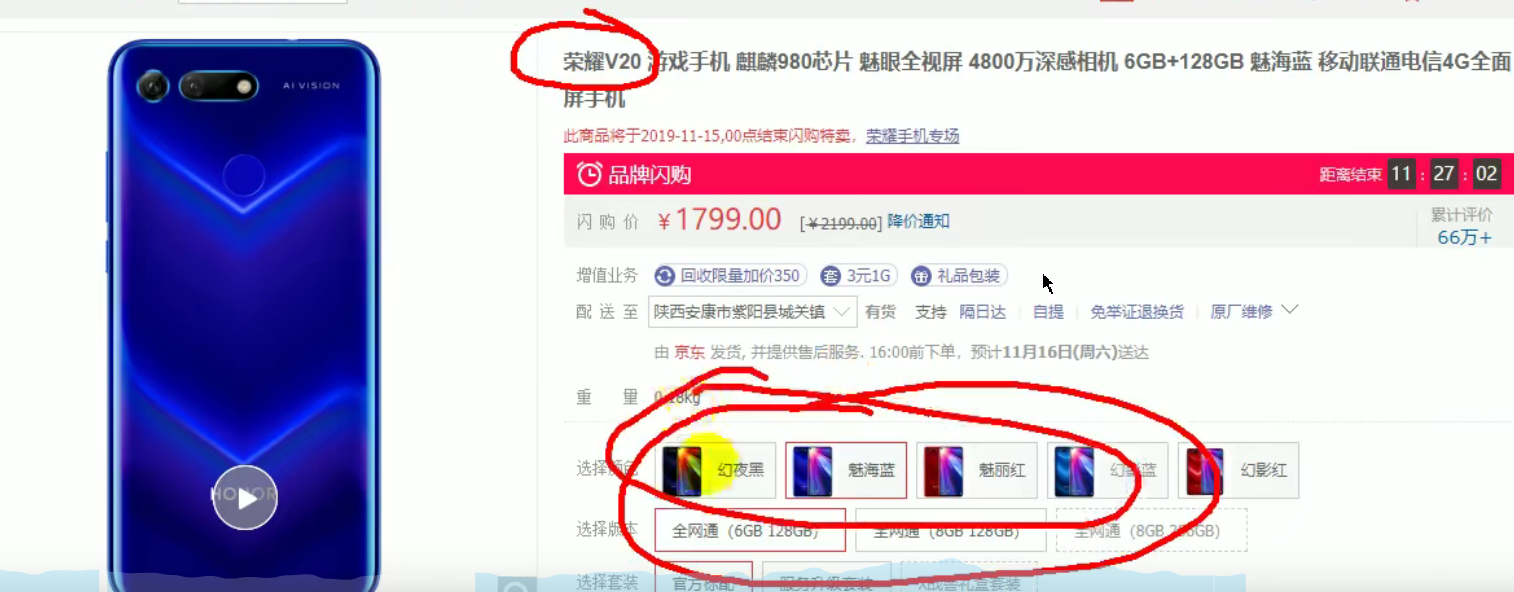 AI VISION
HONOR
荣耀V20 游戏手机 麒麟980芯片 魅眼全视屏 4800万深感相机 6GB+128GB 魅海蓝 移动联通电信4G全面
屏手机
此商品将于2019-11-15,00点结束闪购特卖, 荣耀手机专场
品牌闪购 距离结束 11 : 27 : 02
闪购价 ￥1799.00 [￥2199.00] 降价通知 累计评价
66万+
增值业务 回收限量加价350 套 3元1G 礼品包装
配送至 陕西安康市紫阳县城关镇 有货 支持 隔日达 自提 免举证退换货 原厂维修
由 京东 发货, 并提供售后服务. 16:00前下单, 预计11月16日(周六)送达
重量 0.18kg
选择颜色 幻夜黑 魅海蓝 魅丽红 幻影蓝 幻影红
选择版本 全网通（6GB 128GB） 全网通（8GB 128GB） 全网通（8GB 256GB）
选择套装 官方标配 服务升级套装